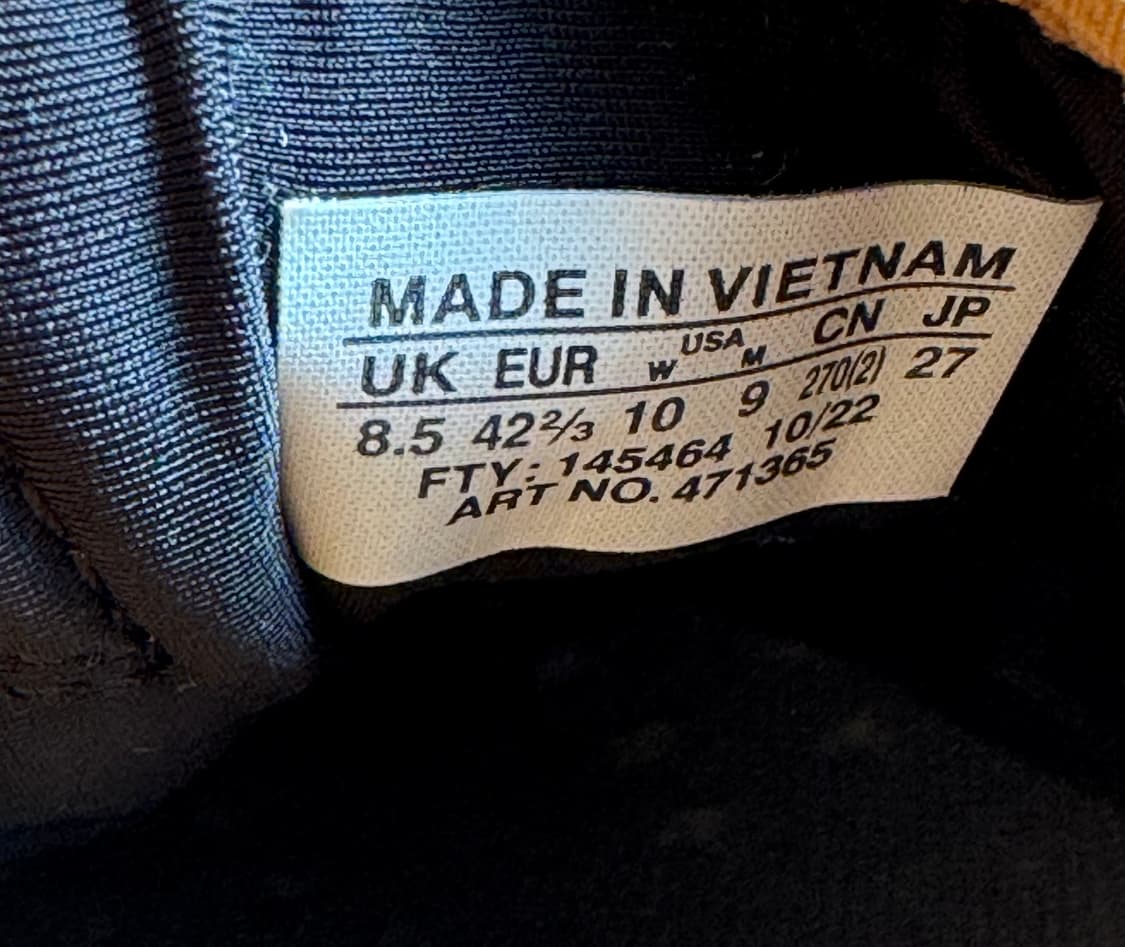 MADE IN VIETNAM
UK EUR W USA M CN JP
8.5 42⅔ 10 9 270(2) 27
FTY: 145464 10/22
ART NO. 471365